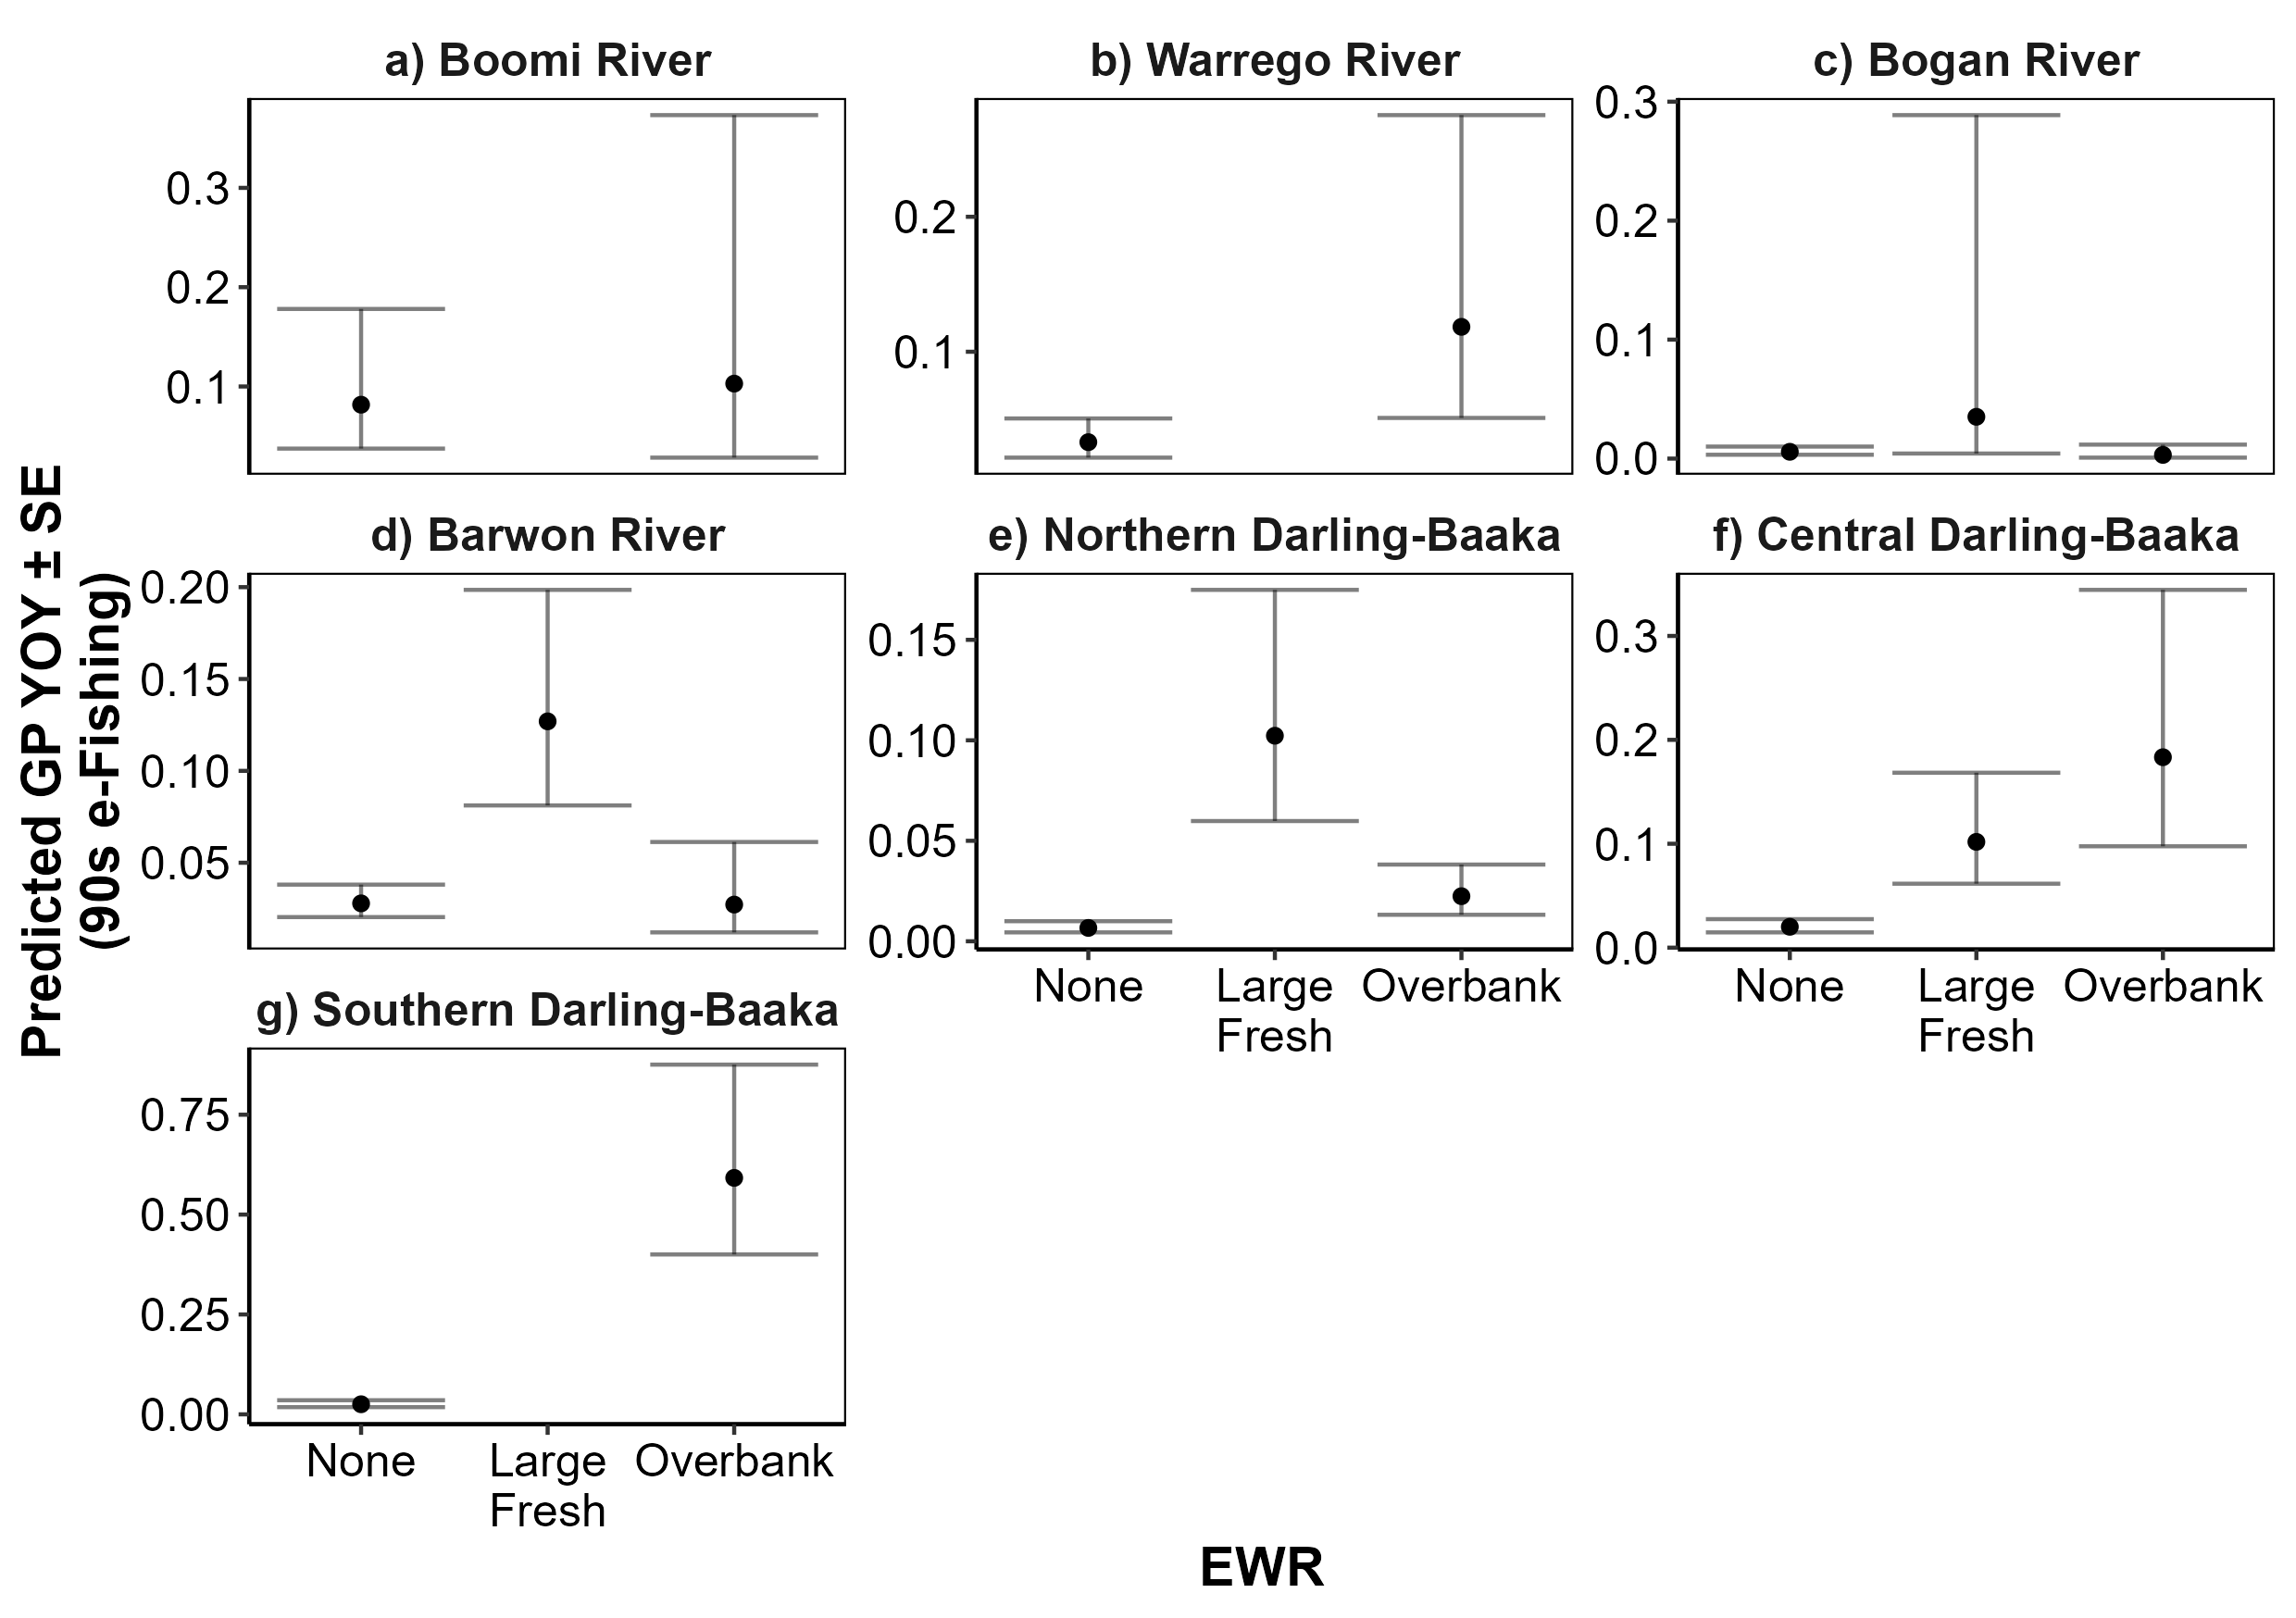 a) Boomi River
b) Warrego River
c) Bogan River
0.3
0.2
0.1
0.2
0.1
0.3
0.2
0.1
0.0
Predicted GP YOY ± SE
(90s e-Fishing)
d) Barwon River
e) Northern Darling-Baaka
f) Central Darling-Baaka
0.20
0.15
0.10
0.05
0.15
0.10
0.05
0.00
0.3
0.2
0.1
0.0
None
Large
Fresh
Overbank
None
Large
Fresh
Overbank
g) Southern Darling-Baaka
0.75
0.50
0.25
0.00
None
Large
Fresh
Overbank
EWR